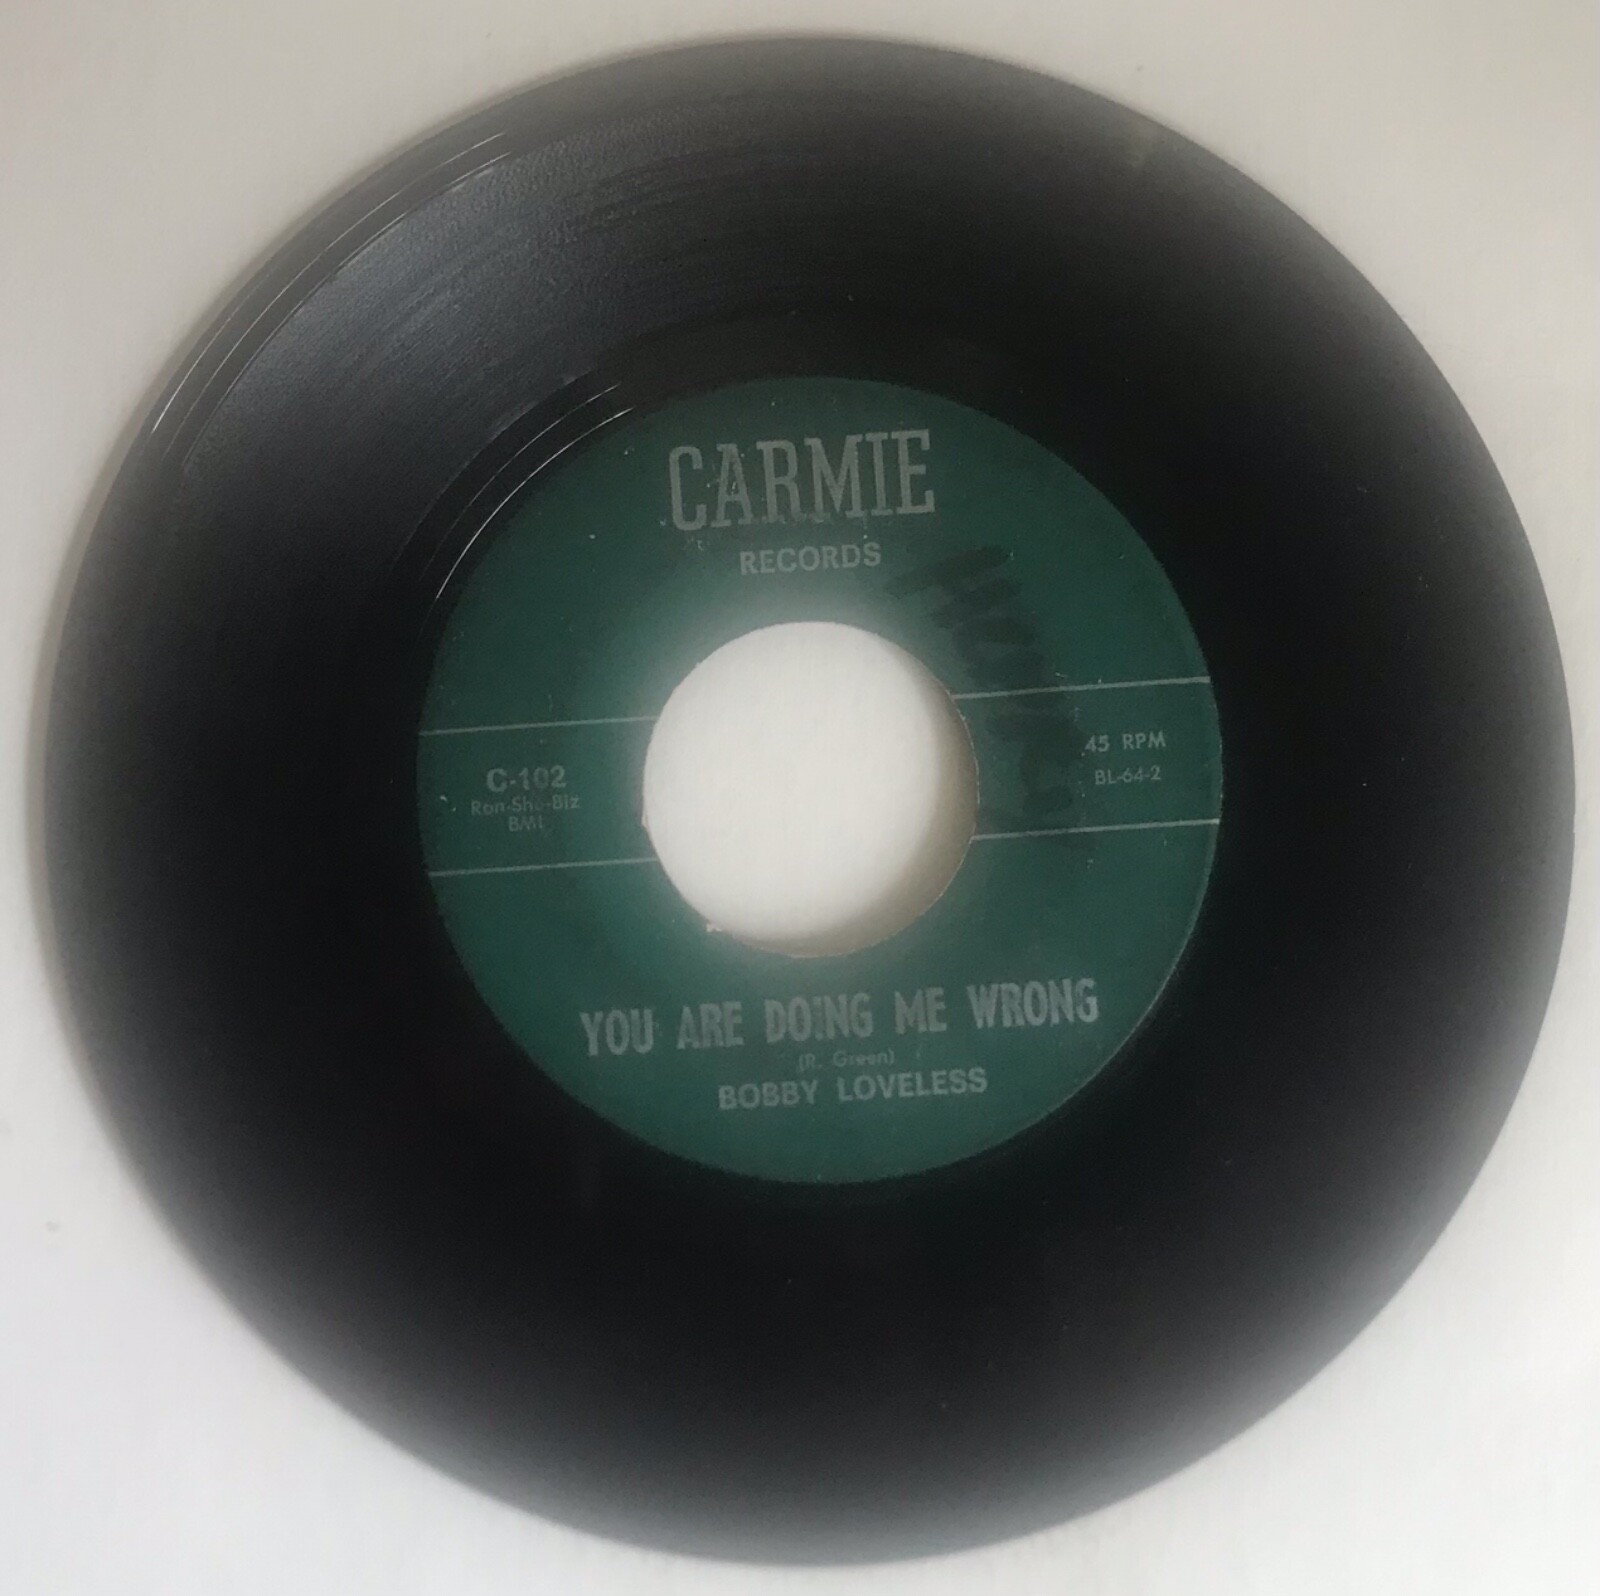 CARMIE
RECORDS
C-102
Ron-Sho-Biz
BMI
45 RPM
BL-64-2
YOU ARE DOING ME WRONG
(R. Green)
BOBBY LOVELESS